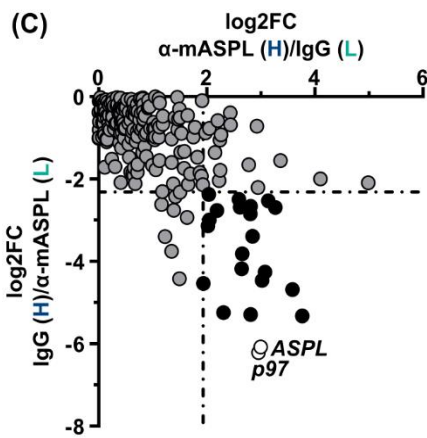 (C)
log2FC
α-mASPL (H)/IgG (L)
0 2 4 6
0
-2
-4
-6
-8
log2FC
IgG (H)/α-mASPL (L)
ASPL
p97